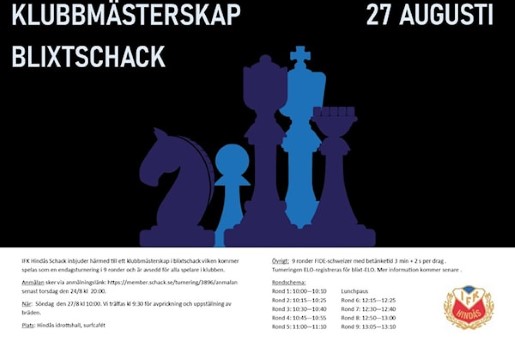 KLUBBMÄSTERSKAP
BLIXTSCHACK
27 AUGUSTI
IFK Hindås Schack inbjuder härmed till ett klubbmästerskap i blixtschack vilken kommer
spelas som en endagsturnering i 9 ronder och är avsedd för alla spelare i klubben.
Anmälan sker via anmälningslänk: https://member.schack.se/turnering/3896/anmalan
senast torsdag den 24/8 kl 20:00.
När: Söndag den 27/8 kl 10:00. Vi träffas kl 9:30 för avprickning och uppställning av
bräden.
Plats: Hindås idrottshall, surfcafét
Övrigt: 9 ronder FIDE-schweizer med betänketid 3 min + 2 s per drag.
Turneringen ELO-registreras för blixt-ELO. Mer information kommer senare.
Rondschema:
Rond 1: 10:00—10:10
Rond 2: 10:15—10:25
Rond 3: 10:30—10:40
Rond 4: 10:45—10:55
Rond 5: 11:00—11:10
Lunchpaus
Rond 6: 12:15—12:25
Rond 7: 12:30—12:40
Rond 8: 12:50—13:00
Rond 9: 13:05—13:10
IFK
HINDÅS